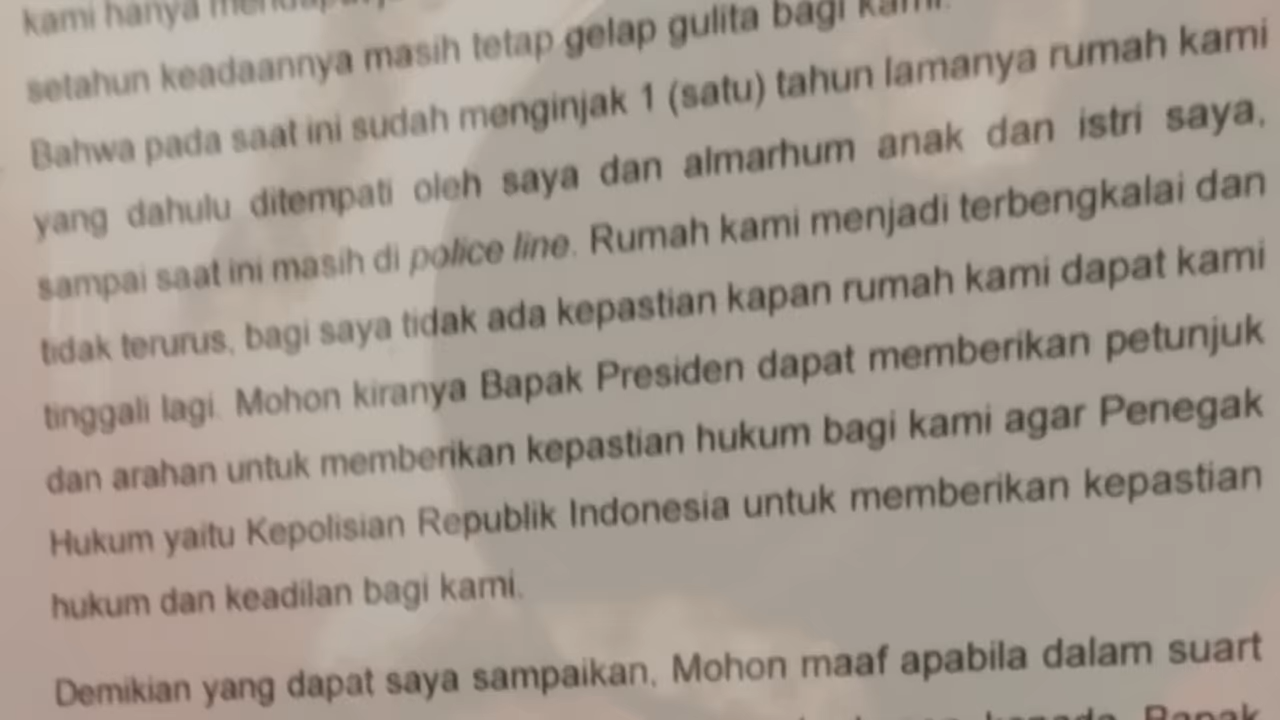 kami hanya
setahun keadaannya masih tetap gelap gulita bagi kami.
Bahwa pada saat ini sudah menginjak 1 (satu) tahun lamanya rumah kami
yang dahulu ditempati oleh saya dan almarhum anak dan istri saya,
sampai saat ini masih di police line. Rumah kami menjadi terbengkalai dan
tidak terurus, bagi saya tidak ada kepastian kapan rumah kami dapat kami
tinggali lagi. Mohon kiranya Bapak Presiden dapat memberikan petunjuk
dan arahan untuk memberikan kepastian hukum bagi kami agar Penegak
Hukum yaitu Kepolisian Republik Indonesia untuk memberikan kepastian
hukum dan keadilan bagi kami.
Demikian yang dapat saya sampaikan, Mohon maaf apabila dalam suart
kepada Bapak